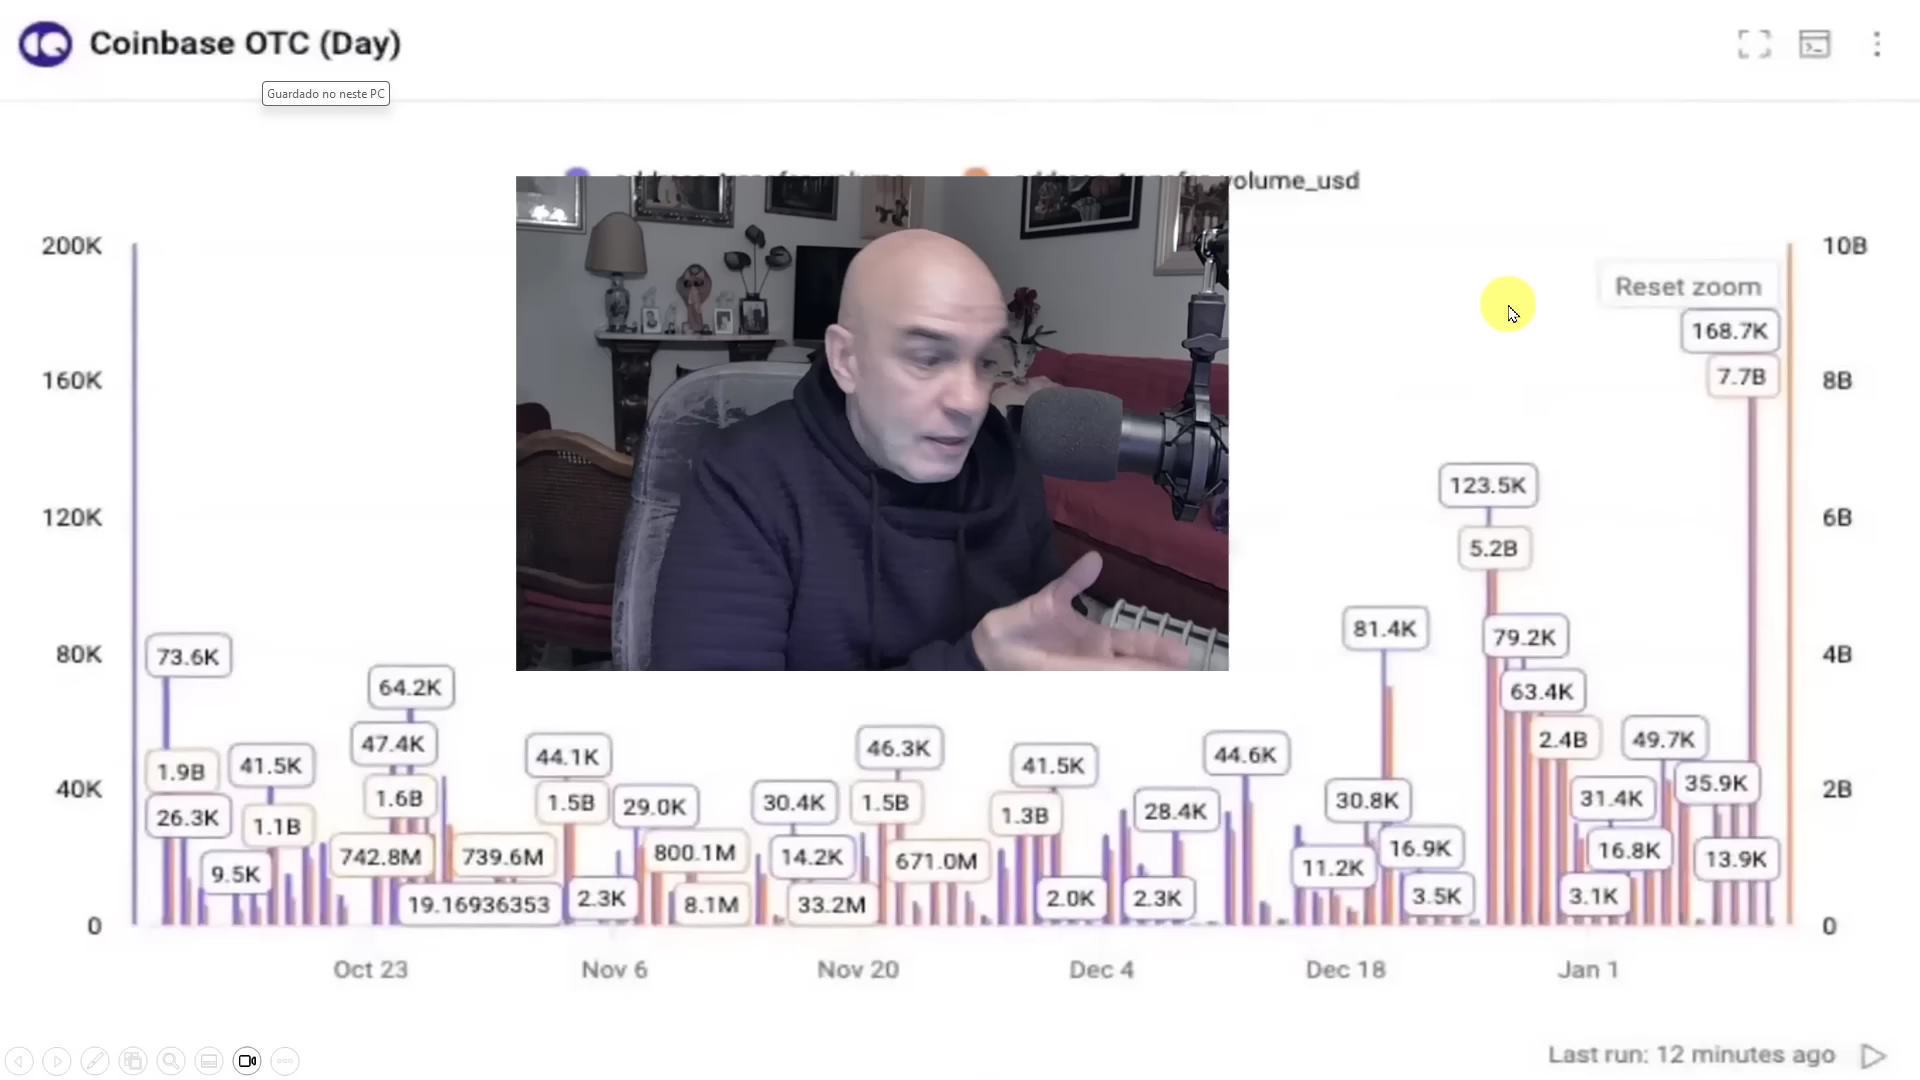 Coinbase OTC (Day)
Guardado no neste PC
volume_usd
200K
10B
Reset zoom
168.7K
160K
7.7B
8B
120K
123.5K
6B
5.2B
81.4K
79.2K
80K
73.6K
4B
64.2K
63.4K
47.4K
44.1K
46.3K
41.5K
44.6K
2.4B
49.7K
1.9B
41.5K
40K
1.6B
1.5B
29.0K
30.4K
1.5B
1.3B
28.4K
30.8K
31.4K
35.9K
2B
26.3K
1.1B
742.8M
739.6M
800.1M
14.2K
671.0M
11.2K
16.9K
16.8K
13.9K
9.5K
19.16936353
2.3K
8.1M
33.2M
2.0K
2.3K
3.5K
3.1K
0
0
Oct 23
Nov 6
Nov 20
Dec 4
Dec 18
Jan 1
Last run: 12 minutes ago